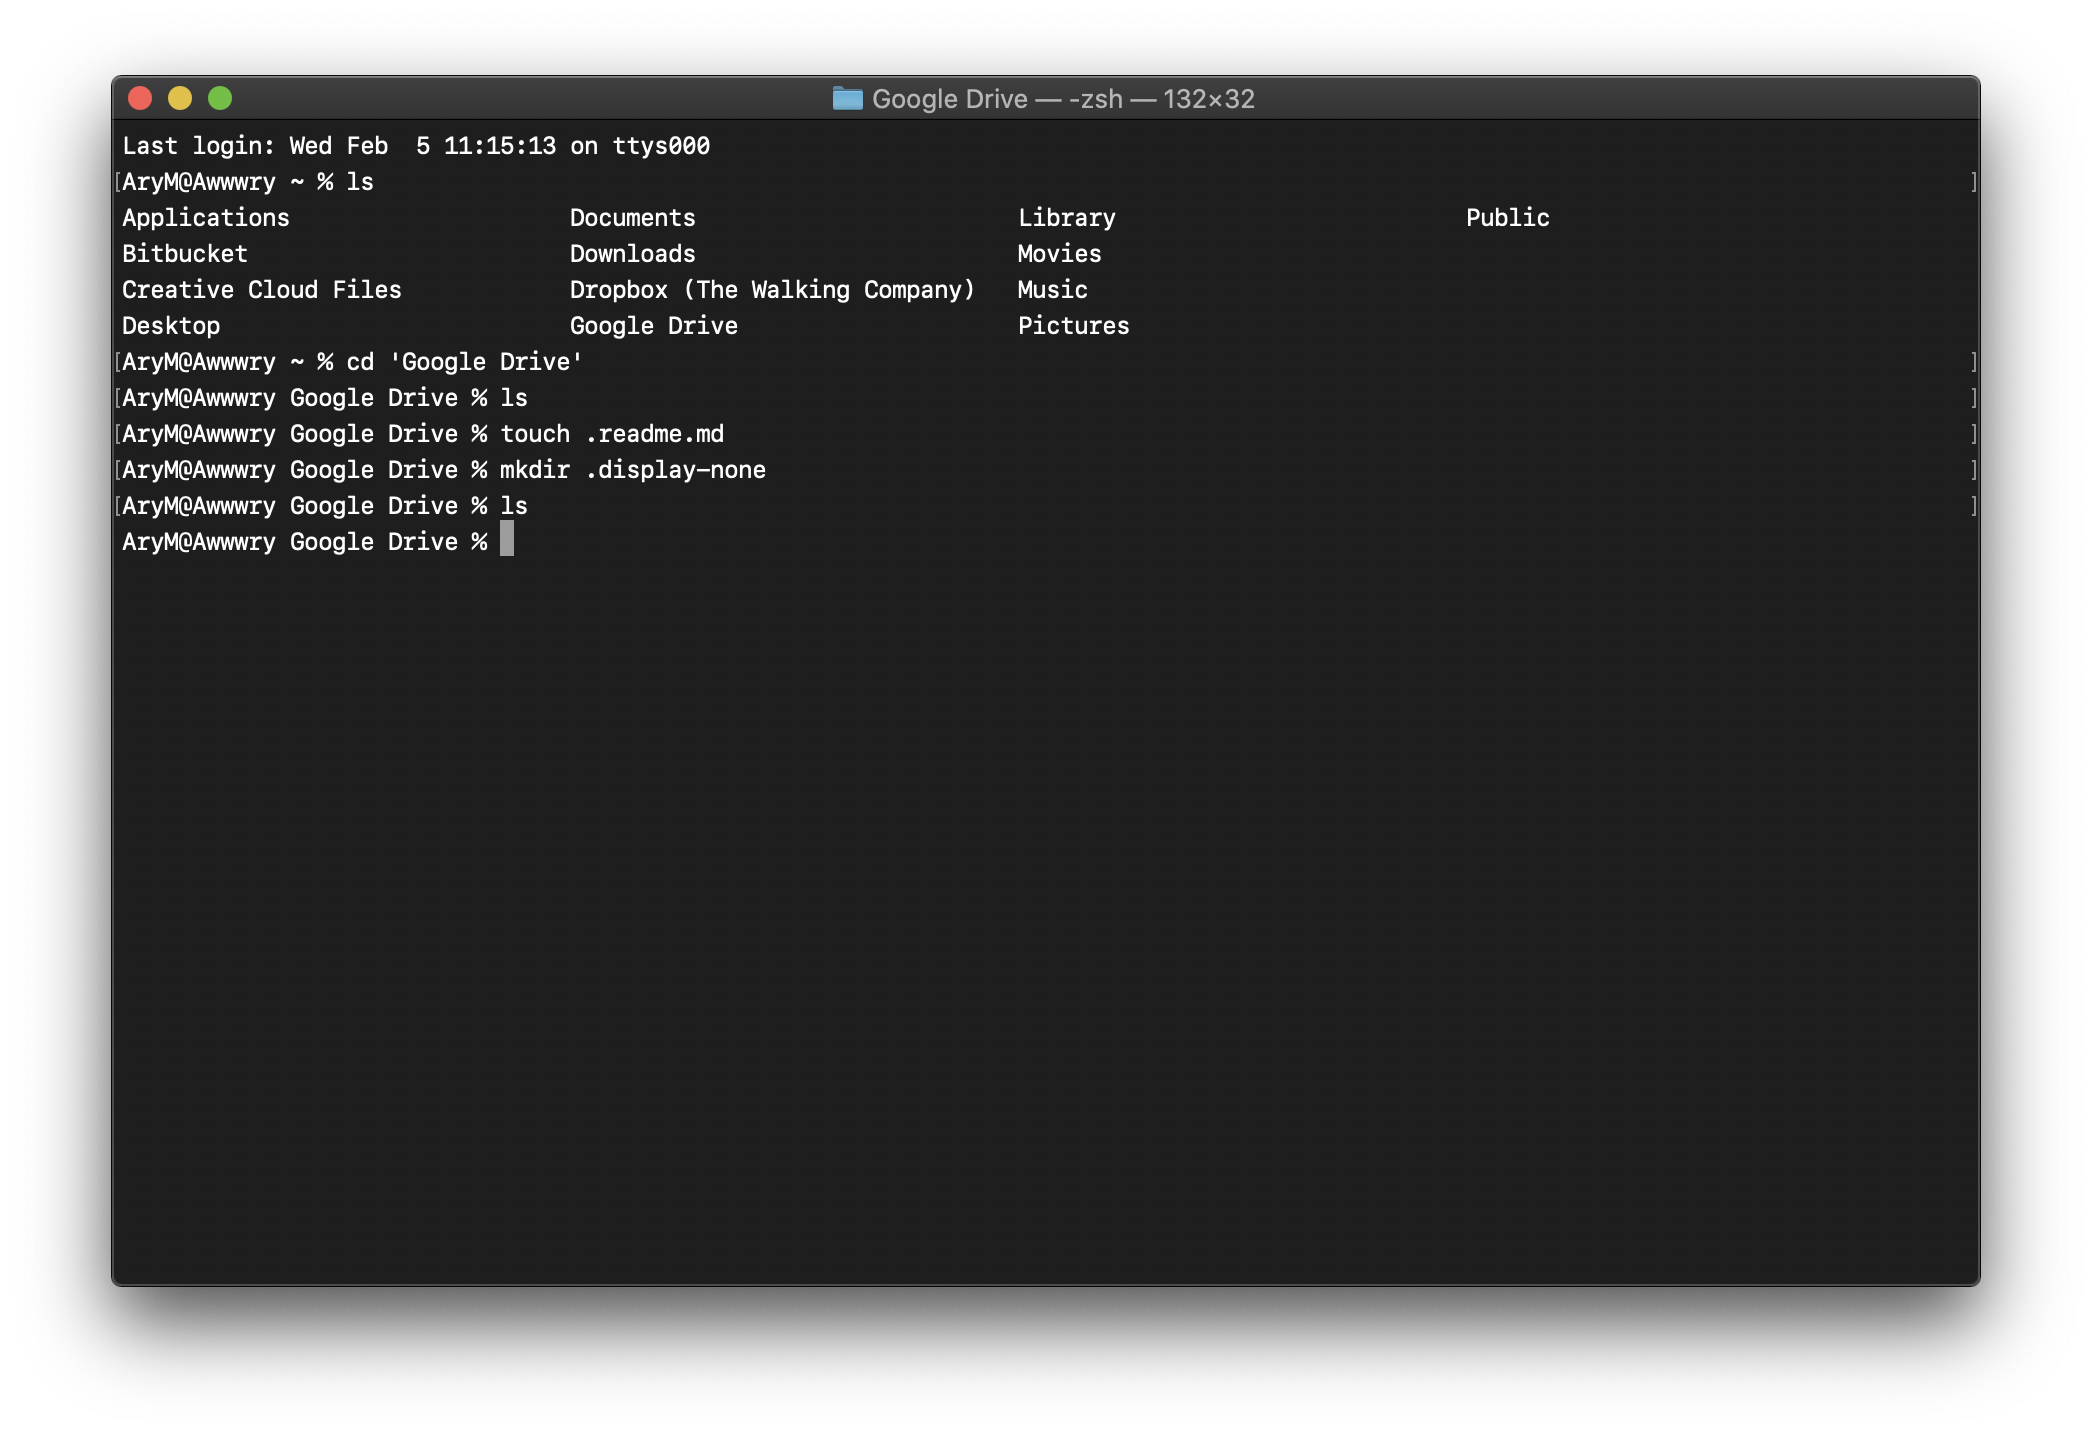 Google Drive — -zsh — 132×32
Last login: Wed Feb  5 11:15:13 on ttys000
[AryM@Awwwry ~ % ls ]
Applications Documents Library Public
Bitbucket Downloads Movies
Creative Cloud Files Dropbox (The Walking Company) Music
Desktop Google Drive Pictures
[AryM@Awwwry ~ % cd 'Google Drive' ]
[AryM@Awwwry Google Drive % ls ]
[AryM@Awwwry Google Drive % touch .readme.md ]
[AryM@Awwwry Google Drive % mkdir .display-none ]
[AryM@Awwwry Google Drive % ls ]
AryM@Awwwry Google Drive %